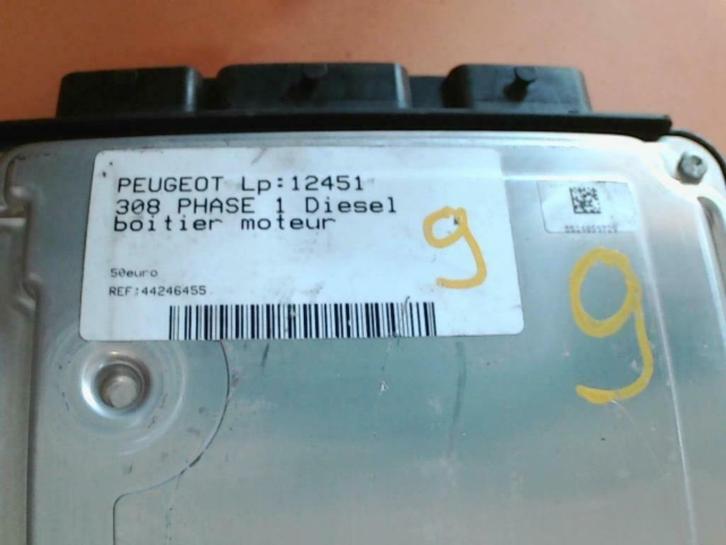 PEUGEOT Lp:12451
308 PHASE 1 Diesel
boitier moteur
9
50euro
REF:44246455
9